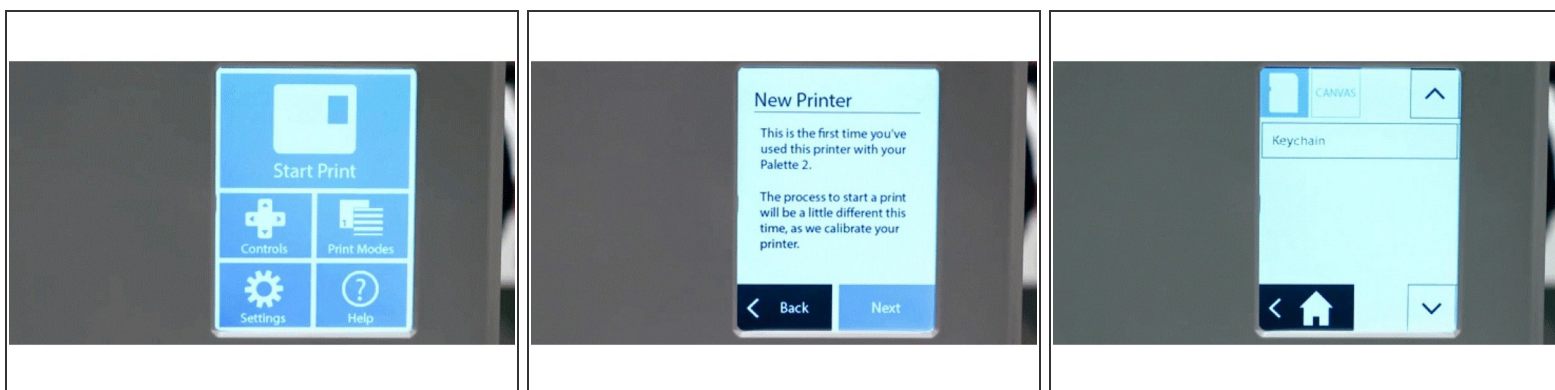 Start Print
Controls
Print Modes
1
Settings
Help
New Printer
This is the first time you've
used this printer with your
Palette 2.
The process to start a print
will be a little different this
time, as we calibrate your
printer.
Back
Next
CANVAS
Keychain